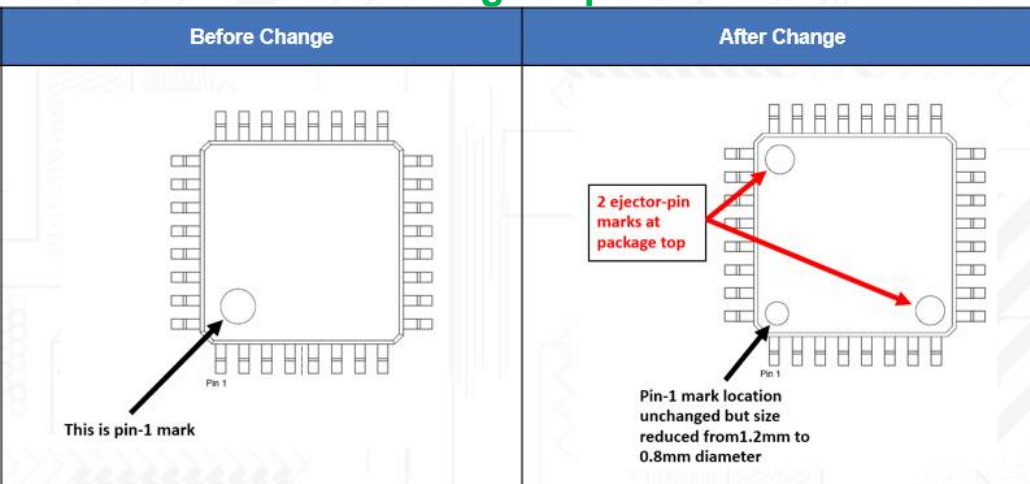 Before Change
After Change
Pin 1
This is pin-1 mark
2 ejector-pin
marks at
package top
Pin 1
Pin-1 mark location
unchanged but size
reduced from1.2mm to
0.8mm diameter